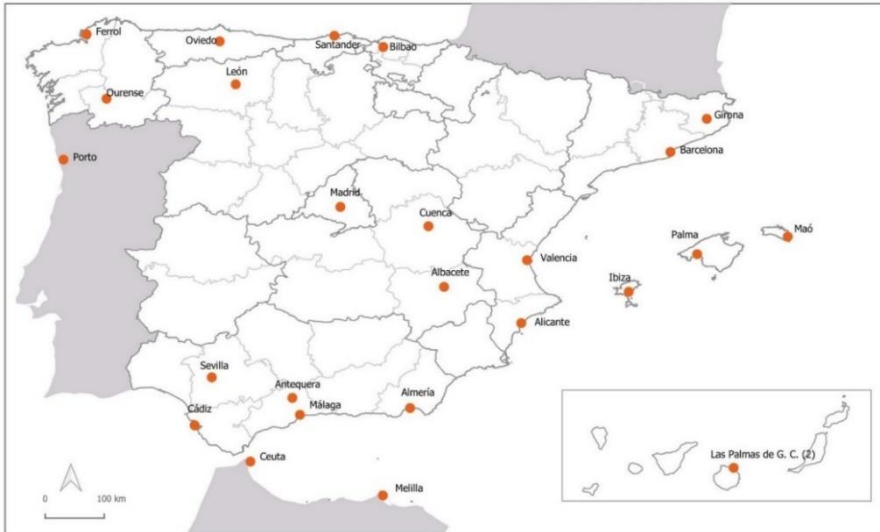 Ferrol
Oviedo
Santander
Bilbao
León
Ourense
Girona
Barcelona
Porto
Madrid
Cuenca
Palma
Maó
Valencia
Albacete
Ibiza
Alicante
Sevilla
Antequera
Almería
Cádiz
Málaga
Las Palmas de G. C. (2)
Ceuta
Melilla
0 100 km